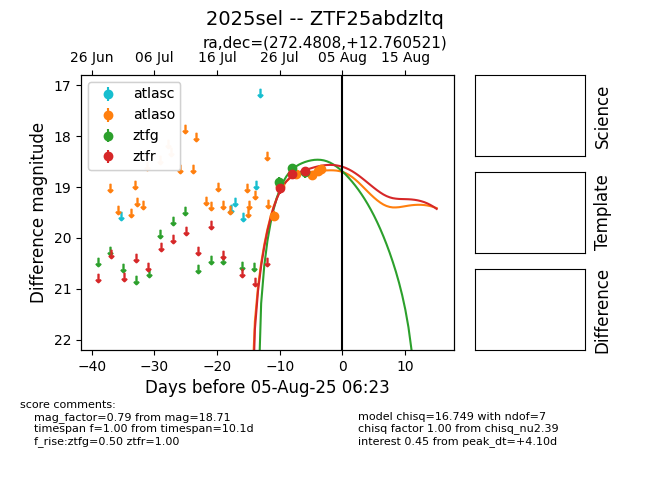 2025sel -- ZTF25abdzltq
ra,dec=(272.4808,+12.760521)
26 Jun 06 Jul 16 Jul 26 Jul 05 Aug 15 Aug
atlasc
atlaso
ztfg
ztfr
17
18
19
20
21
22
Difference magnitude
−40 −30 −20 −10 0 10
Days before 05-Aug-25 06:23
Science
Template
Difference
score comments:
mag_factor=0.79 from mag=18.71
timespan f=1.00 from timespan=10.1d
f_rise:ztfg=0.50 ztfr=1.00
model chisq=16.749 with ndof=7
chisq factor 1.00 from chisq_nu2.39
interest 0.45 from peak_dt=+4.10d